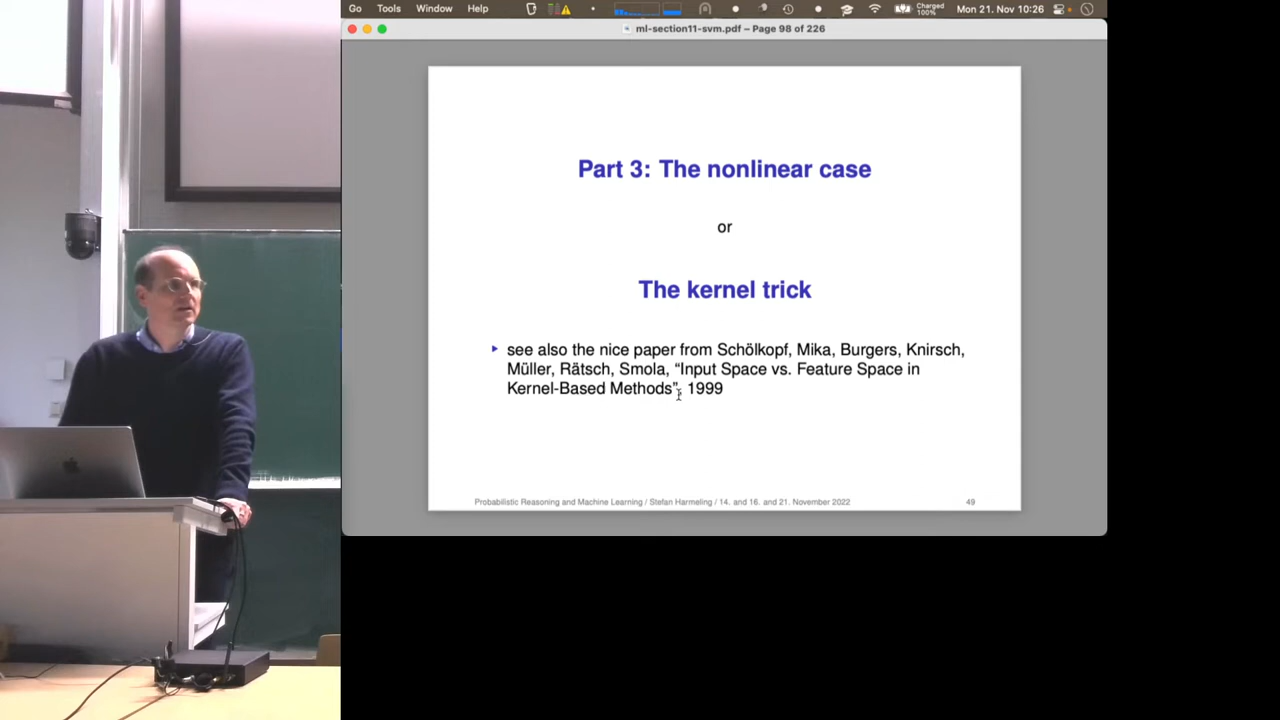 Go Tools Window Help Charged 100% Mon 21. Nov 10:26
ml-section11-svm.pdf – Page 98 of 226
Part 3: The nonlinear case
or
The kernel trick
see also the nice paper from Schölkopf, Mika, Burgers, Knirsch,
Müller, Rätsch, Smola, “Input Space vs. Feature Space in
Kernel-Based Methods”, 1999
Probabilistic Reasoning and Machine Learning / Stefan Harmeling / 14. and 16. and 21. November 2022 49